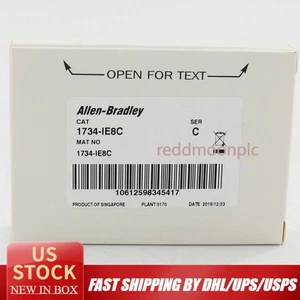 OPEN FOR TEXT
Allen-Bradley
CAT
SER
1734-IE8C
C
MAT NO
1734-IE8C
reddmoonplc
10612598345417
PRODUCT OF SINGAPORE
PLANT 5170
DATE 2019/12/23
US
STOCK
NEW IN BOX
FAST SHIPPING BY DHL/UPS/USPS